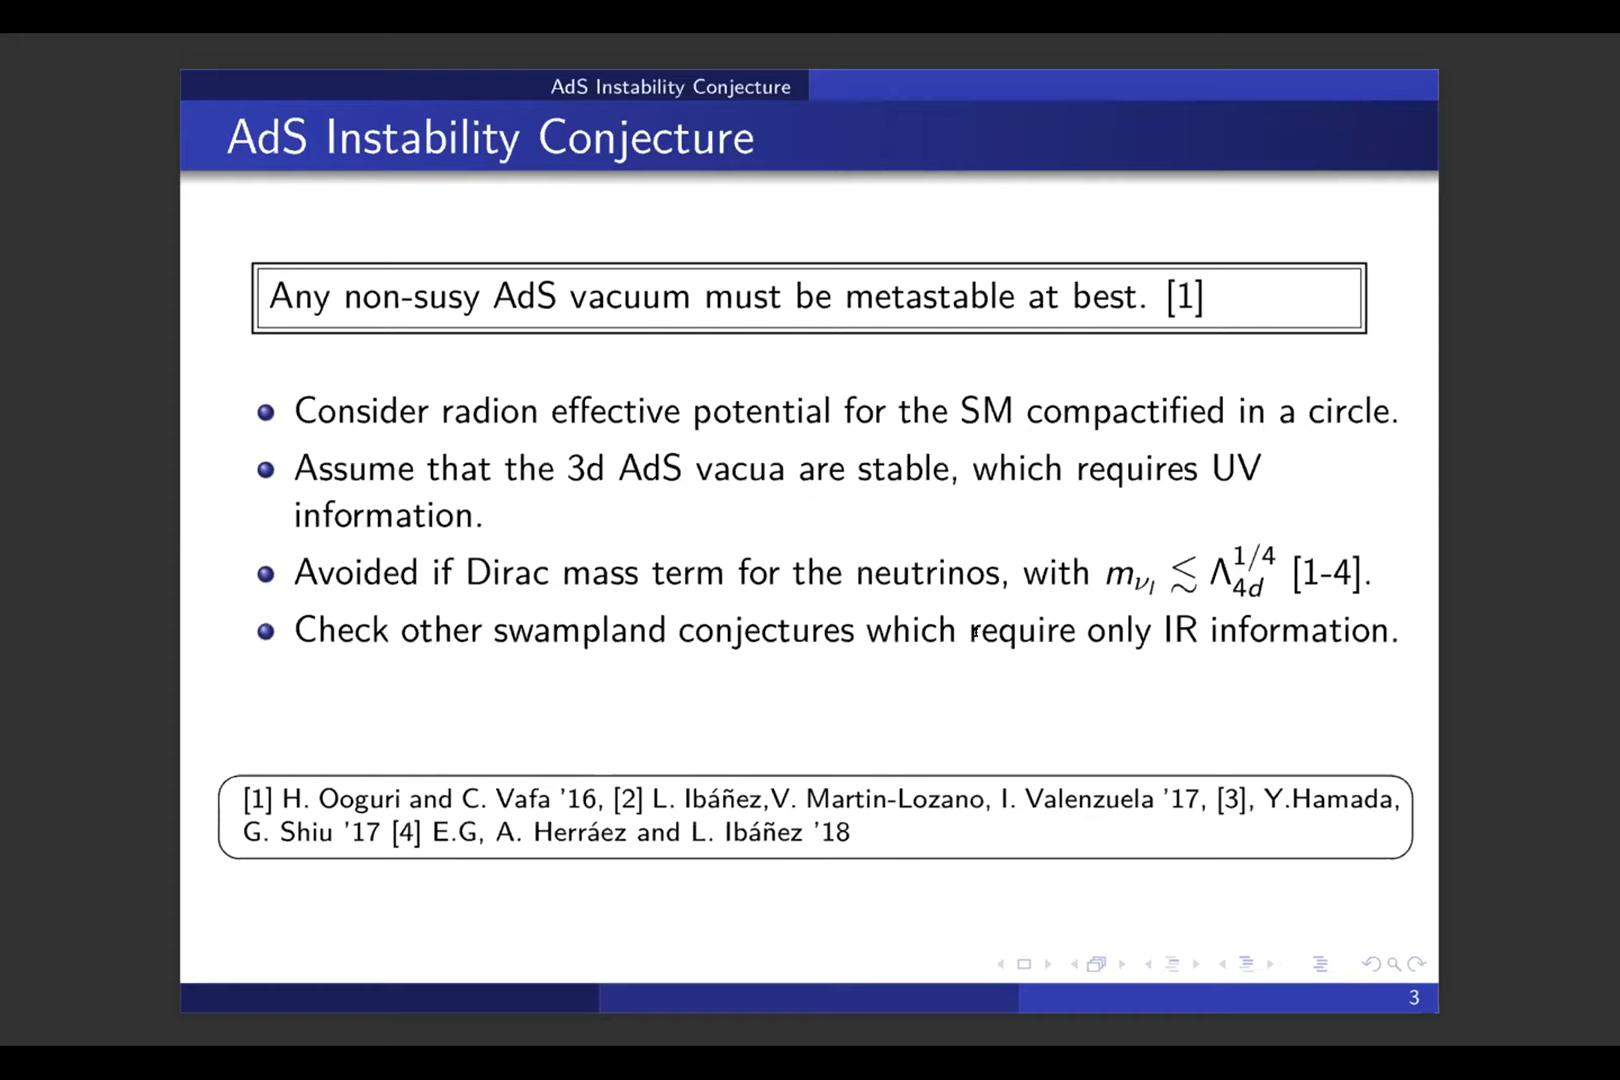 AdS Instability Conjecture
AdS Instability Conjecture
Any non-susy AdS vacuum must be metastable at best. [1]
Consider radion effective potential for the SM compactified in a circle.
Assume that the 3d AdS vacua are stable, which requires UV
information.
Avoided if Dirac mass term for the neutrinos, with $m_{\nu_l} \lesssim \Lambda_{4d}^{1/4}$ [1-4].
Check other swampland conjectures which require only IR information.
[1] H. Ooguri and C. Vafa '16, [2] L. Ibáñez,V. Martin-Lozano, I. Valenzuela '17, [3], Y.Hamada,
G. Shiu '17 [4] E.G, A. Herráez and L. Ibáñez '18
3